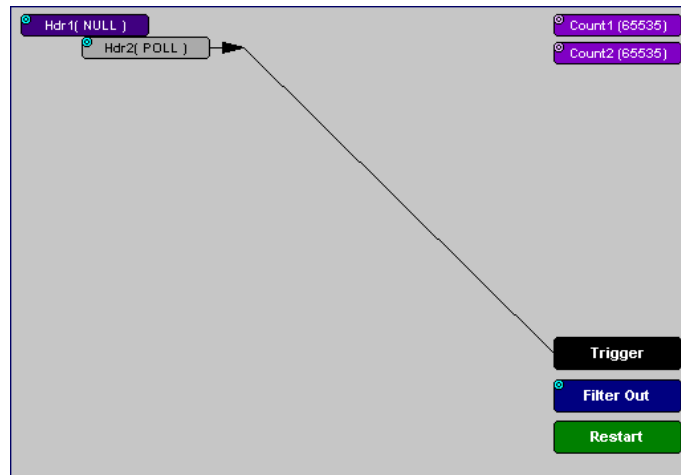 Hdr1( NULL )
Count1 (65535)
Hdr2( POLL )
Count2 (65535)
Trigger
Filter Out
Restart